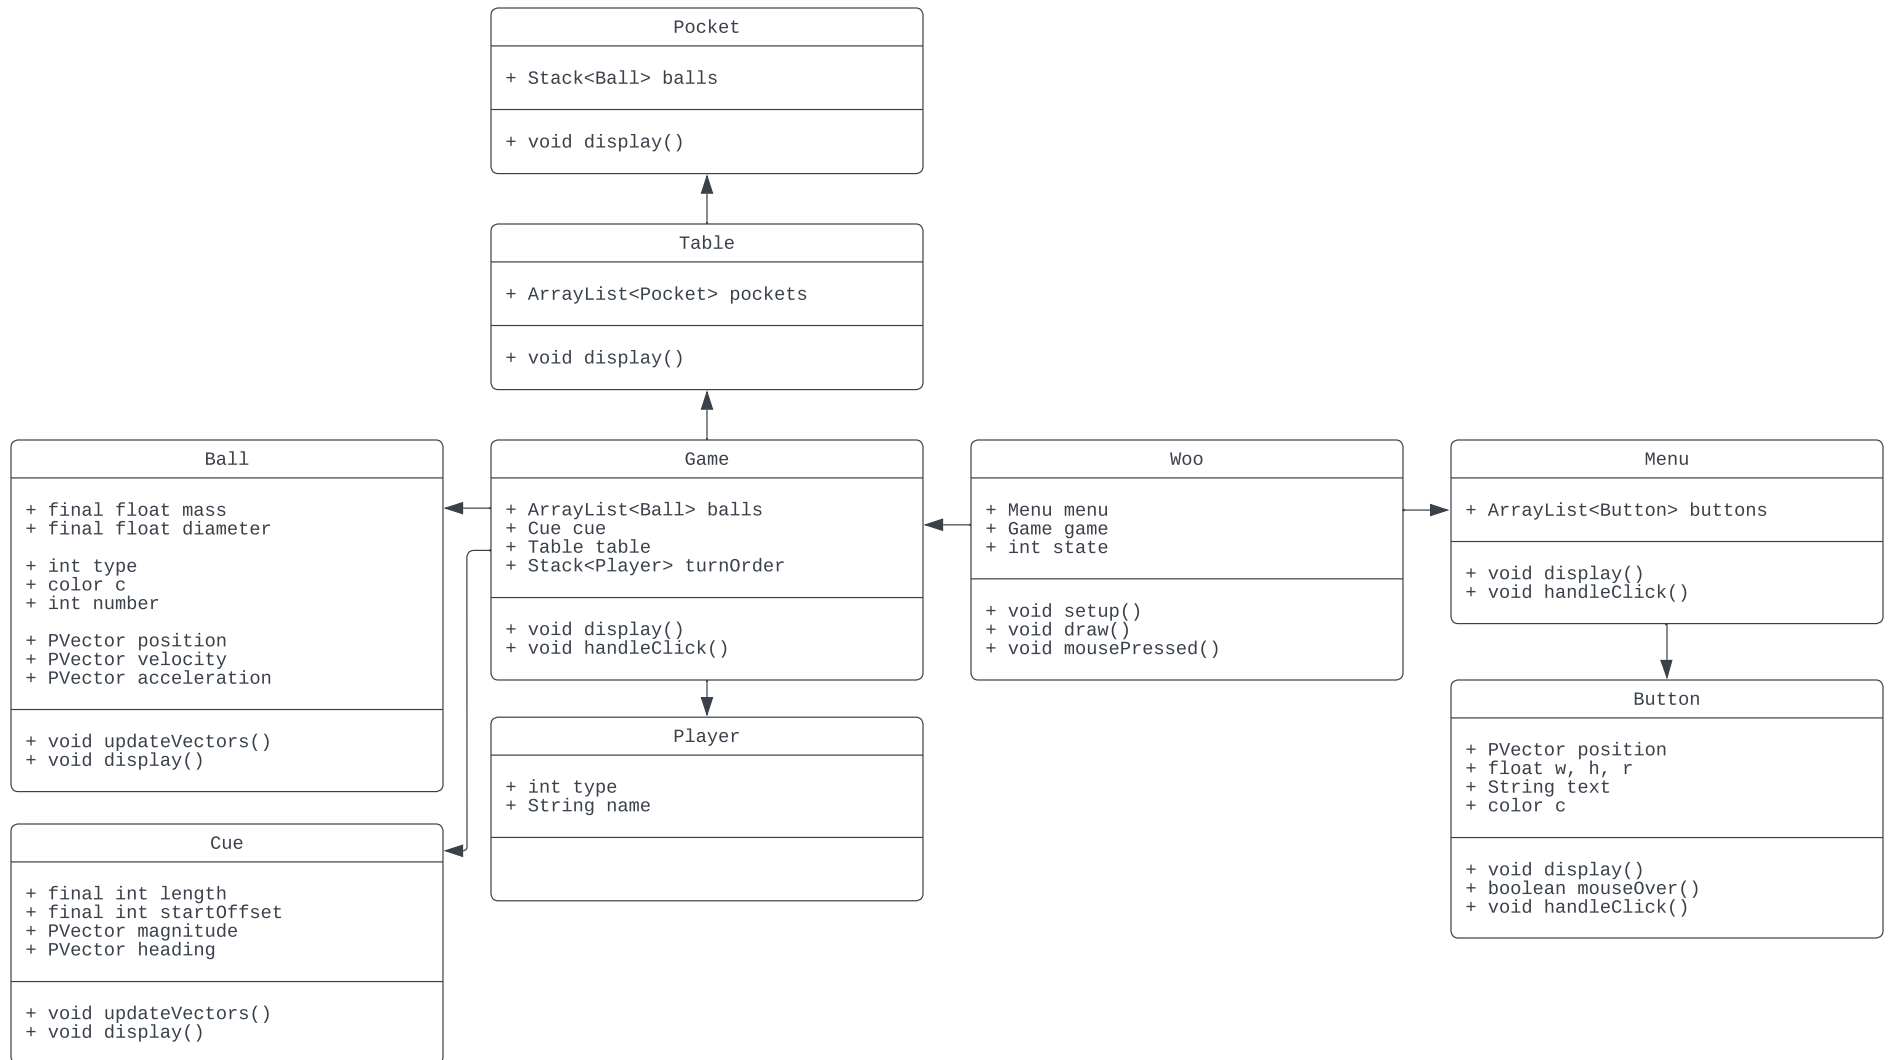 Pocket
+ Stack<Ball> balls
+ void display()
Table
+ ArrayList<Pocket> pockets
+ void display()
Ball
+ final float mass
+ final float diameter
+ int type
+ color c
+ int number
+ PVector position
+ PVector velocity
+ PVector acceleration
+ void updateVectors()
+ void display()
Game
+ ArrayList<Ball> balls
+ Cue cue
+ Table table
+ Stack<Player> turnOrder
+ void display()
+ void handleClick()
Woo
+ Menu menu
+ Game game
+ int state
+ void setup()
+ void draw()
+ void mousePressed()
Menu
+ ArrayList<Button> buttons
+ void display()
+ void handleClick()
Player
+ int type
+ String name
Button
+ PVector position
+ float w, h, r
+ String text
+ color c
+ void display()
+ boolean mouseOver()
+ void handleClick()
Cue
+ final int length
+ final int startOffset
+ PVector magnitude
+ PVector heading
+ void updateVectors()
+ void display()